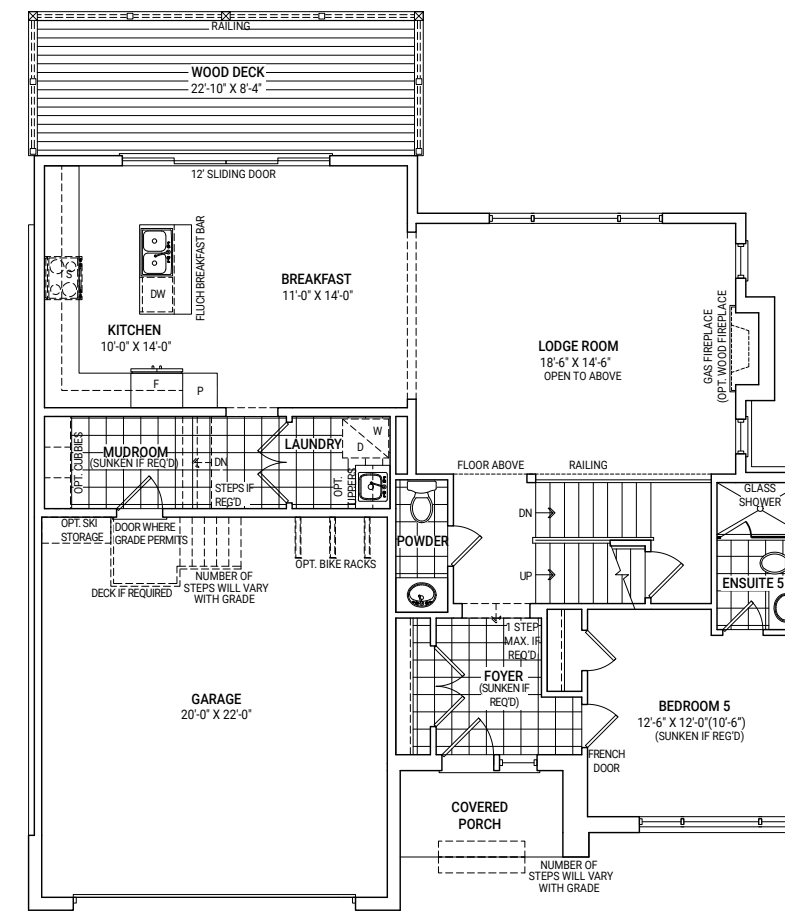 RAILING
WOOD DECK
22'-10" X 8'-4"
12' SLIDING DOOR
FLUCH BREAKFAST BAR
S
DW
BREAKFAST
11'-0" X 14'-0"
KITCHEN
10'-0" X 14'-0"
F
P
LODGE ROOM
18'-6" X 14'-6"
OPEN TO ABOVE
GAS FIREPLACE
(OPT. WOOD FIREPLACE
OPT. CUBBIES
MUDROOM
(SUNKEN IF REQ'D)
DN
STEPS IF
REG'D
LAUNDRY
W
D
OPT.
UPPERS
FLOOR ABOVE
RAILING
DN
UP
POWDER
GLASS
SHOWER
ENSUITE 5
OPT. SKI
STORAGE
DOOR WHERE
GRADE PERMITS
DECK IF REQUIRED
NUMBER OF
STEPS WILL VARY
WITH GRADE
OPT. BIKE RACKS
1 STEP
MAX. IF
REQ'D
FOYER
(SUNKEN IF
REQ'D)
GARAGE
20'-0" X 22'-0"
BEDROOM 5
12'-6" X 12'-0"(10'-6")
(SUNKEN IF REG'D)
FRENCH
DOOR
COVERED
PORCH
NUMBER OF
STEPS WILL VARY
WITH GRADE